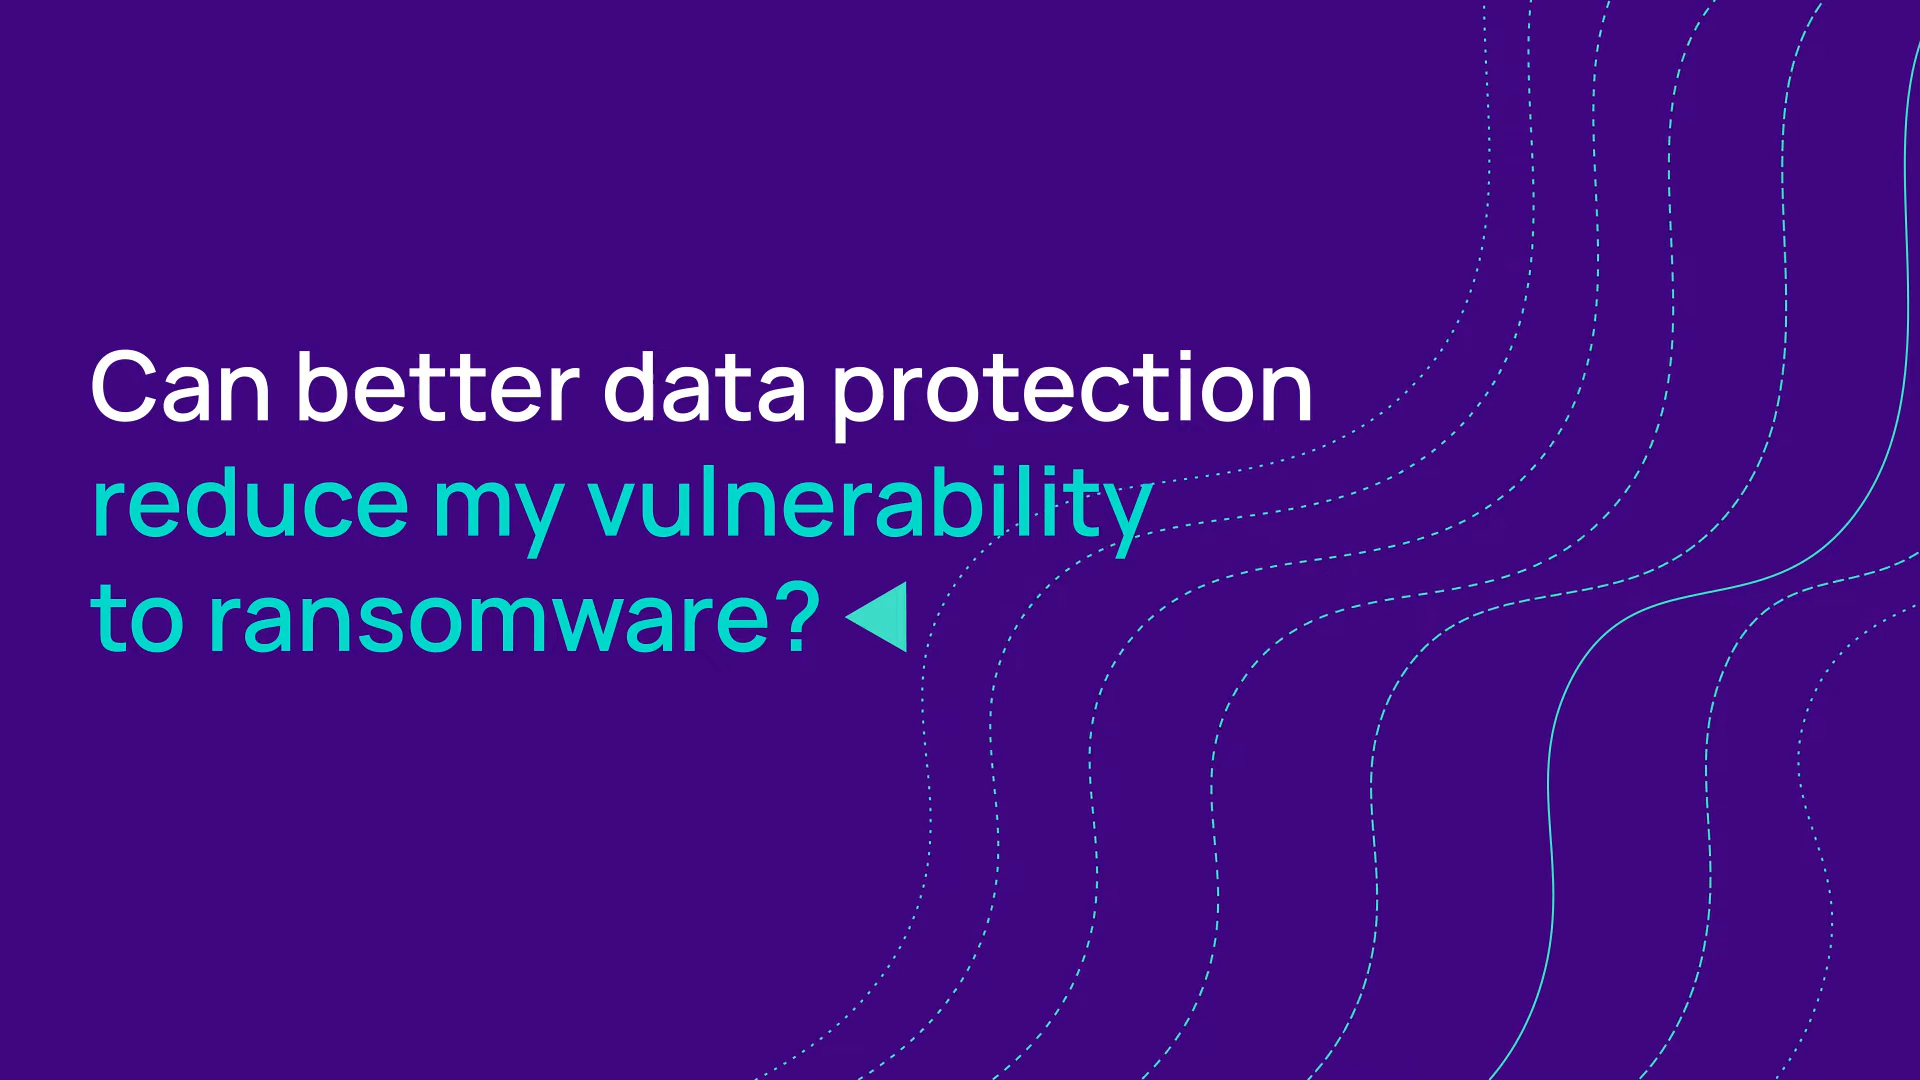 Can better data protection
reduce my vulnerability
to ransomware?